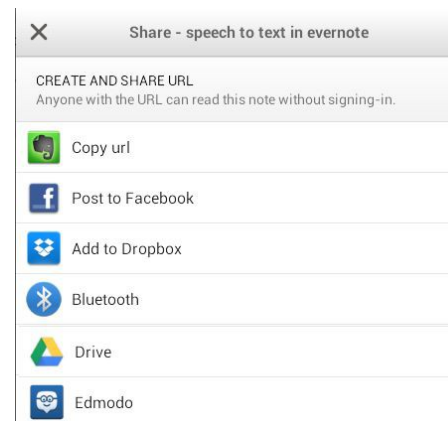 Share - speech to text in evernote
CREATE AND SHARE URL
Anyone with the URL can read this note without signing-in.
Copy url
Post to Facebook
Add to Dropbox
Bluetooth
Drive
Edmodo